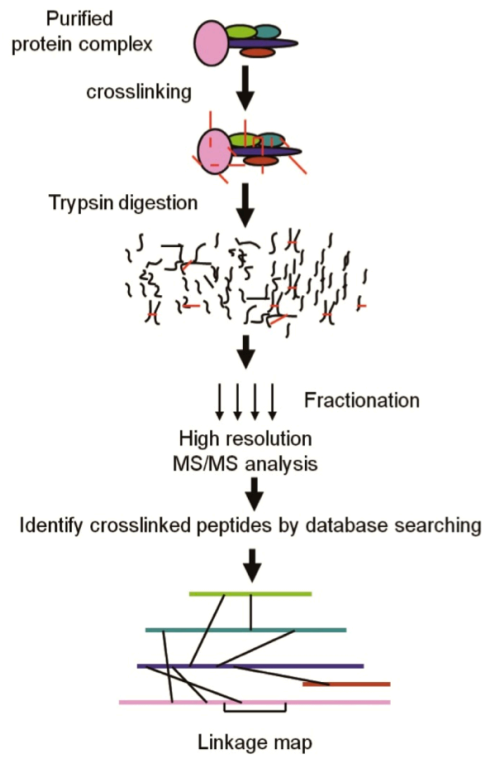 Purified
protein complex
crosslinking
Trypsin digestion
Fractionation
High resolution
MS/MS analysis
Identify crosslinked peptides by database searching
Linkage map